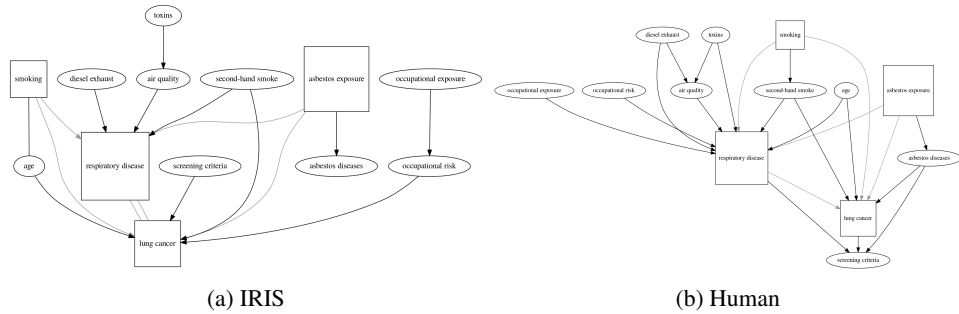 toxins
smoking
diesel exhaust
air quality
second-hand smoke
asbestos exposure
occupational exposure
age
respiratory disease
screening criteria
asbestos diseases
occupational risk
lung cancer
(a) IRIS
diesel exhaust
toxins
smoking
occupational exposure
occupational risk
air quality
second-hand smoke
age
asbestos exposure
respiratory disease
asbestos diseases
lung cancer
screening criteria
(b) Human